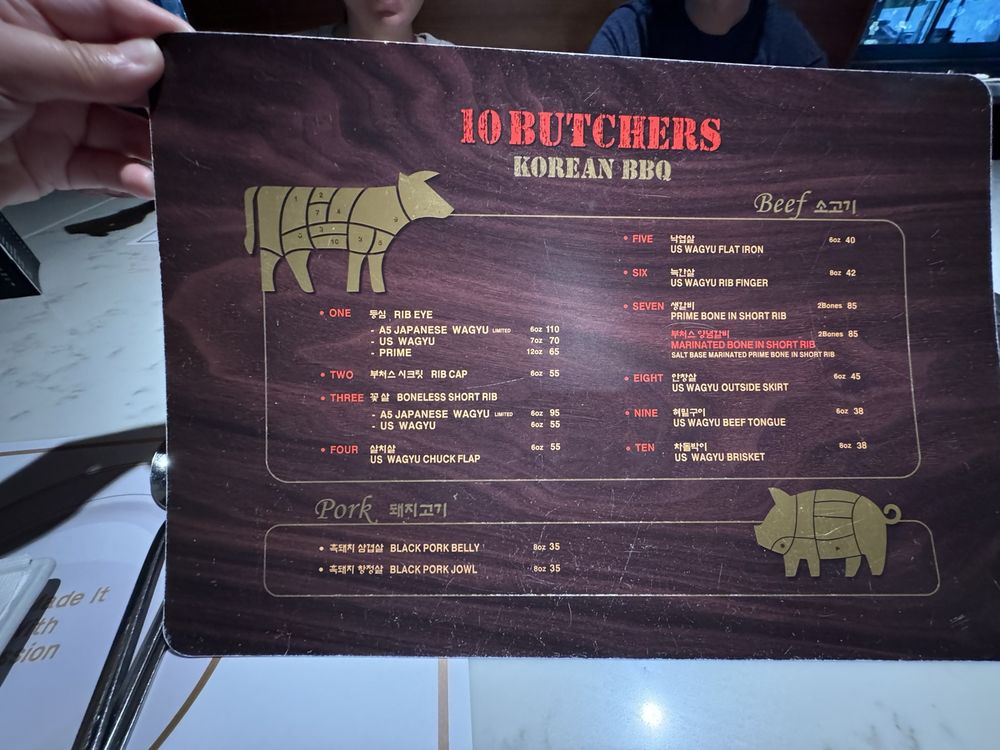 10 BUTCHERS
KOREAN BBQ
Beef 소고기
• ONE 등심 RIB EYE
- A5 JAPANESE WAGYU LIMITED 6oz 110
- US WAGYU 7oz 70
- PRIME 12oz 65
• TWO 부처스 시크릿 RIB CAP 6oz 55
• THREE 꽃살 BONELESS SHORT RIB
- A5 JAPANESE WAGYU LIMITED 6oz 95
- US WAGYU 6oz 55
• FOUR 살치살 6oz 55
US WAGYU CHUCK FLAP
• FIVE 낙엽살 6oz 40
US WAGYU FLAT IRON
• SIX 늑간살 8oz 42
US WAGYU RIB FINGER
• SEVEN 생갈비 2Bones 85
PRIME BONE IN SHORT RIB
부처스 양념갈비 2Bones 85
MARINATED BONE IN SHORT RIB
SALT BASE MARINATED PRIME BONE IN SHORT RIB
• EIGHT 안창살 6oz 45
US WAGYU OUTSIDE SKIRT
• NINE 혀밑구이 6oz 38
US WAGYU BEEF TONGUE
• TEN 차돌박이 8oz 38
US WAGYU BRISKET
Pork 돼지고기
• 흑돼지 삼겹살 BLACK PORK BELLY 8oz 35
• 흑돼지 항정살 BLACK PORK JOWL 8oz 35